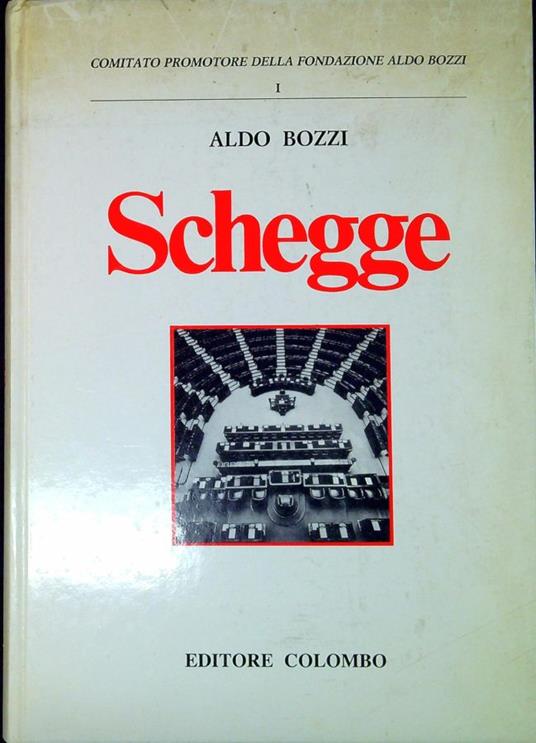 COMITATO PROMOTORE DELLA FONDAZIONE ALDO BOZZI
I
ALDO BOZZI
Schegge
EDITORE COLOMBO